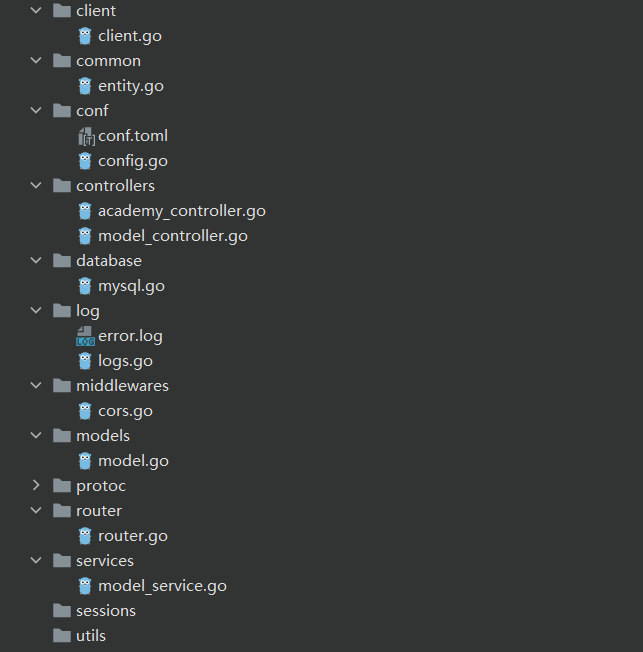 client
client.go
common
entity.go
conf
conf.toml
config.go
controllers
academy_controller.go
model_controller.go
database
mysql.go
log
error.log
logs.go
middlewares
cors.go
models
model.go
protoc
router
router.go
services
model_service.go
sessions
utils